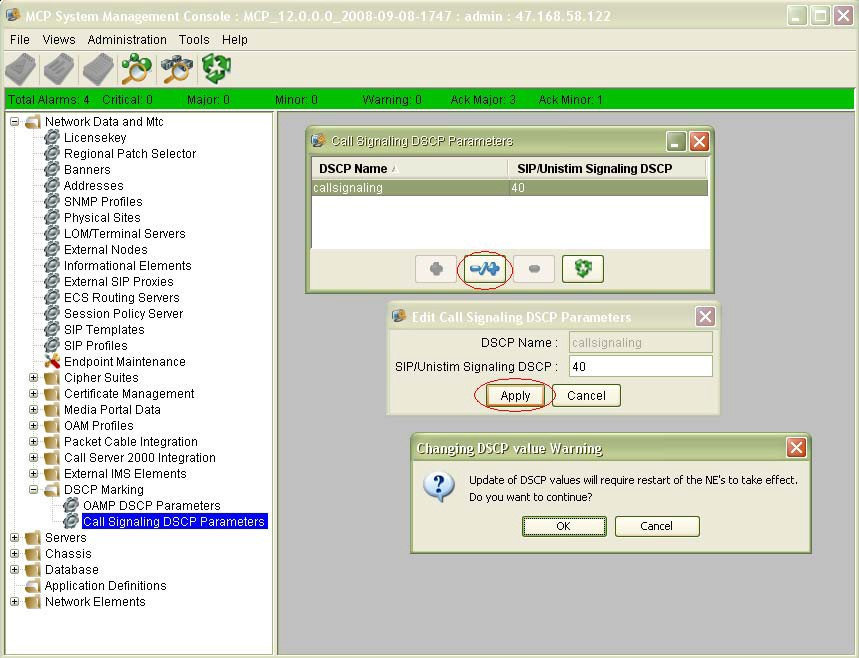 MCP System Management Console : MCP_12.0.0.0_2008-09-08-1747 : admin : 47.168.58.122
File Views Administration Tools Help
Total Alarms: 4 Critical: 0 Major: 0 Minor: 0 Warning: 0 Ack Major: 3 Ack Minor: 1
Network Data and Mtc
Licensekey
Regional Patch Selector
Banners
Addresses
SNMP Profiles
Physical Sites
LOM/Terminal Servers
External Nodes
Informational Elements
External SIP Proxies
ECS Routing Servers
Session Policy Server
SIP Templates
SIP Profiles
Endpoint Maintenance
Cipher Suites
Certificate Management
Media Portal Data
OAM Profiles
Packet Cable Integration
Call Server 2000 Integration
External IMS Elements
DSCP Marking
OAMP DSCP Parameters
Call Signaling DSCP Parameters
Servers
Chassis
Database
Application Definitions
Network Elements
Call Signaling DSCP Parameters
DSCP Name SIP/Unistim Signaling DSCP
callsignaling 40
Edit Call Signaling DSCP Parameters
DSCP Name : callsignaling
SIP/Unistim Signaling DSCP : 40
Apply Cancel
Changing DSCP value Warning
Update of DSCP values will require restart of the NE's to take effect.
Do you want to continue?
OK Cancel